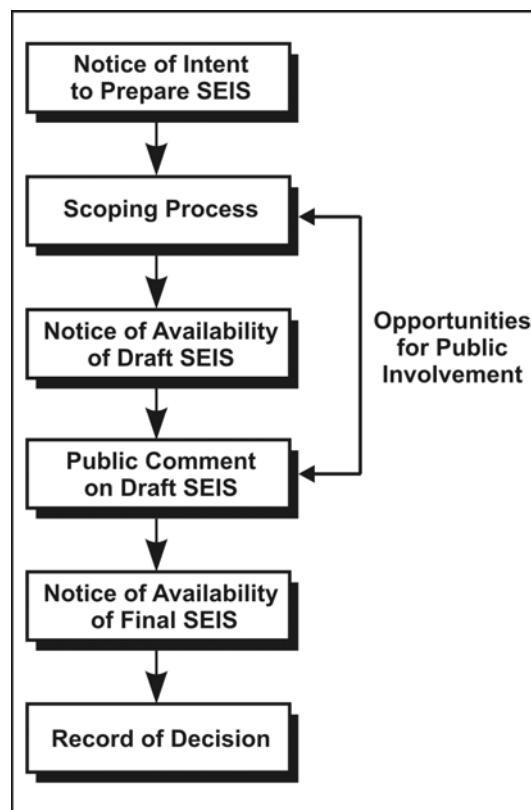 Notice of Intent
to Prepare SEIS
Scoping Process
Notice of Availability
of Draft SEIS
Opportunities
for Public
Involvement
Public Comment
on Draft SEIS
Notice of Availability
of Final SEIS
Record of Decision